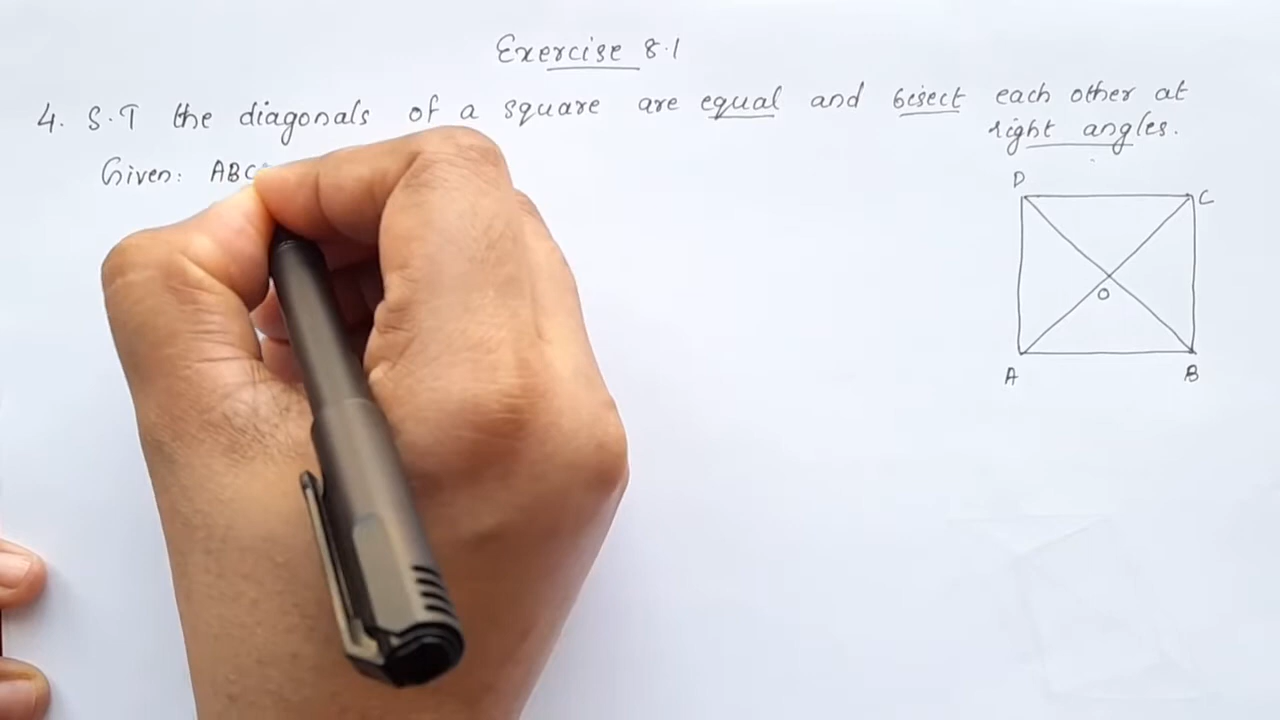 Exercise 8.1
4. S.T the diagonals of a square are equal and bisect each other at
right angles.
Given: ABC
D
C
O
A
B